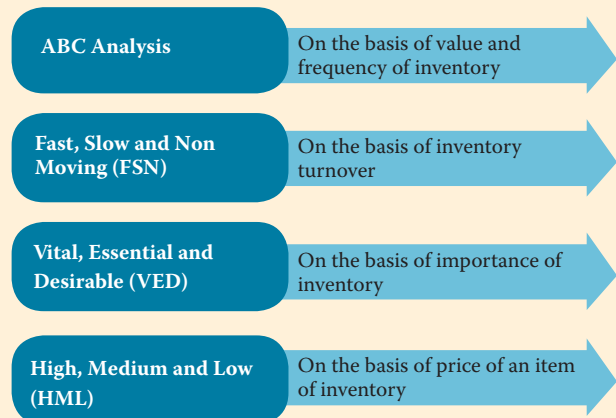 ABC Analysis
On the basis of value and
frequency of inventory
Fast, Slow and Non
Moving (FSN)
On the basis of inventory
turnover
Vital, Essential and
Desirable (VED)
On the basis of importance of
inventory
High, Medium and Low
(HML)
On the basis of price of an item
of inventory